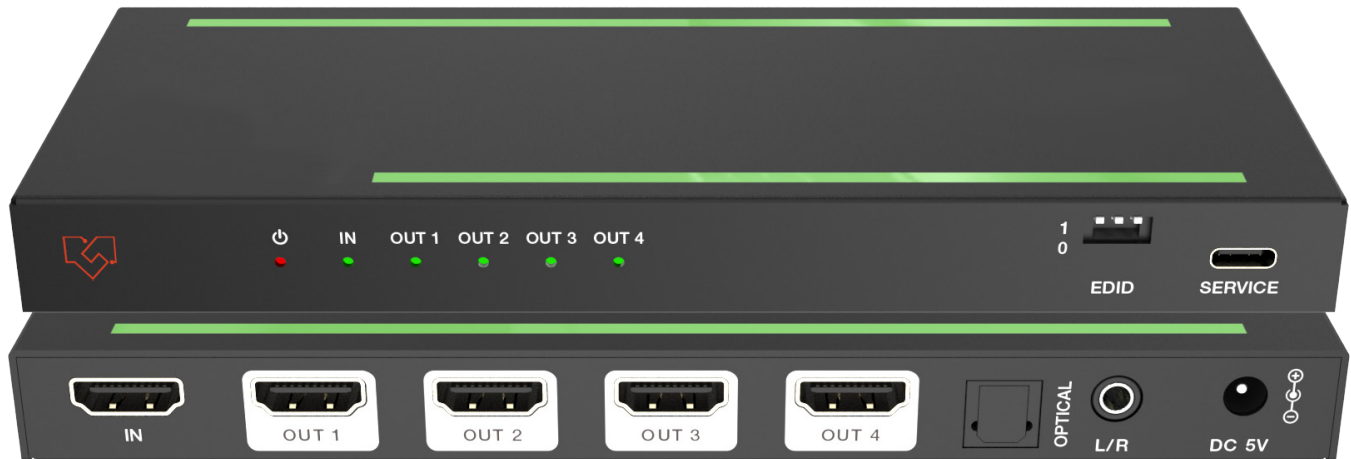 IN OUT 1 OUT 2 OUT 3 OUT 4
1
0
EDID
SERVICE
IN
OUT 1
OUT 2
OUT 3
OUT 4
OPTICAL
L/R
DC 5V